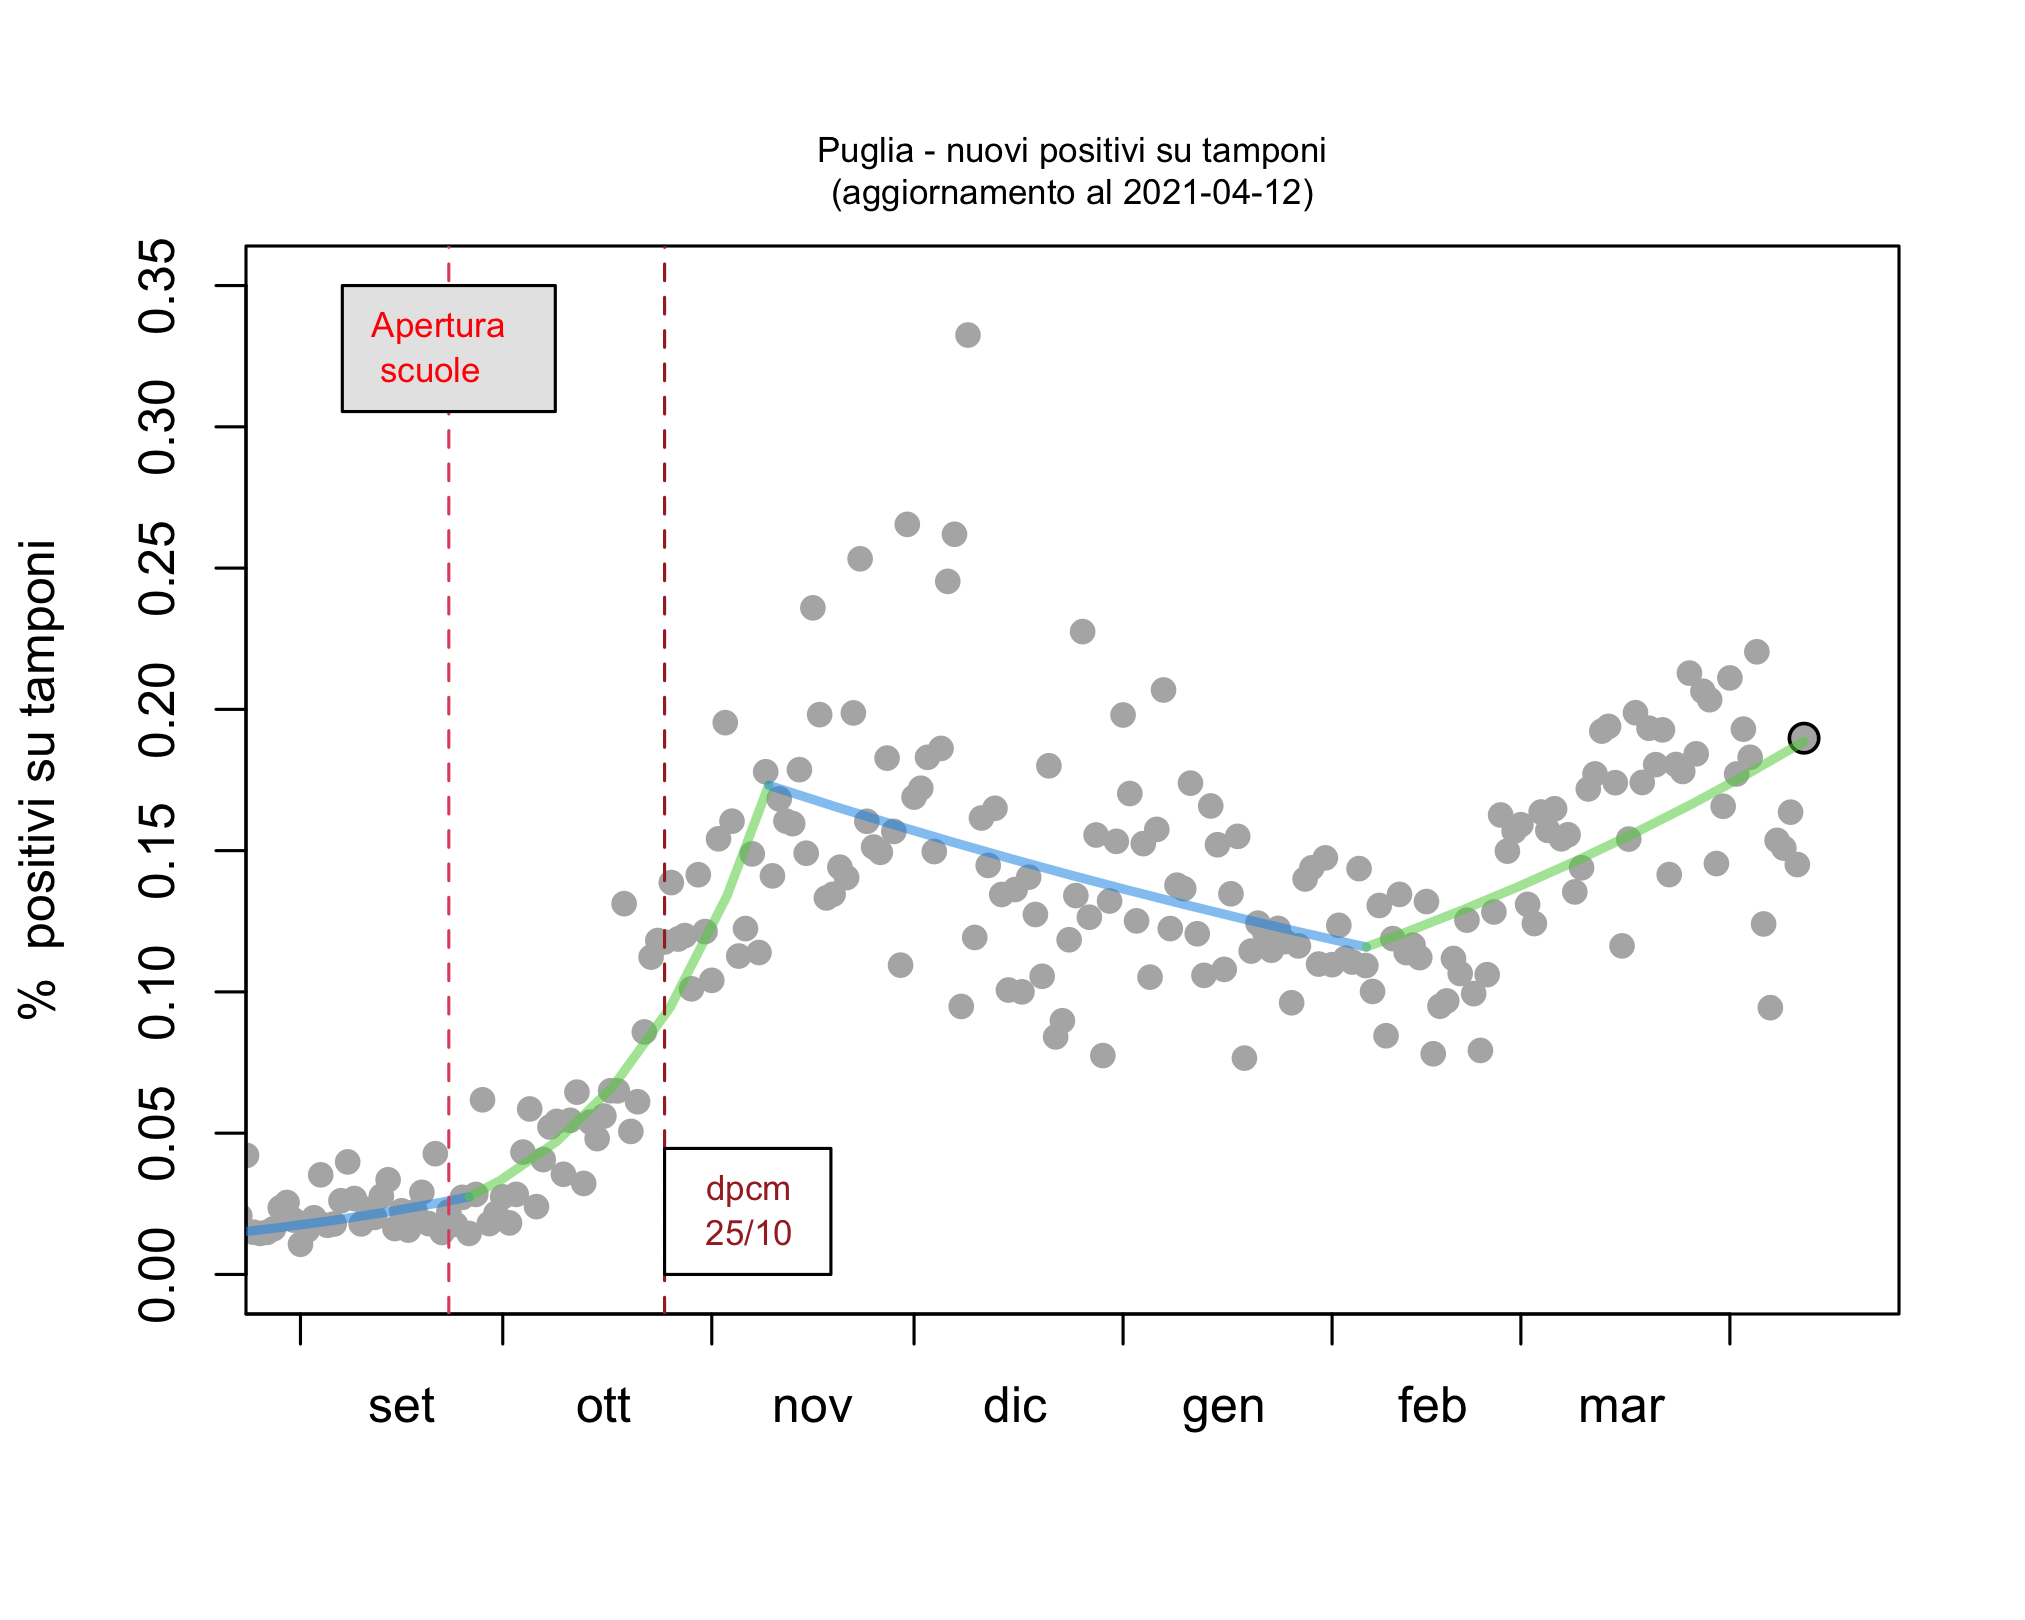 Puglia - nuovi positivi su tamponi
(aggiornamento al 2021-04-12)
% positivi su tamponi
0.35
0.30
0.25
0.20
0.15
0.10
0.05
0.00
Apertura
scuole
dpcm
25/10
set ott nov dic gen feb mar